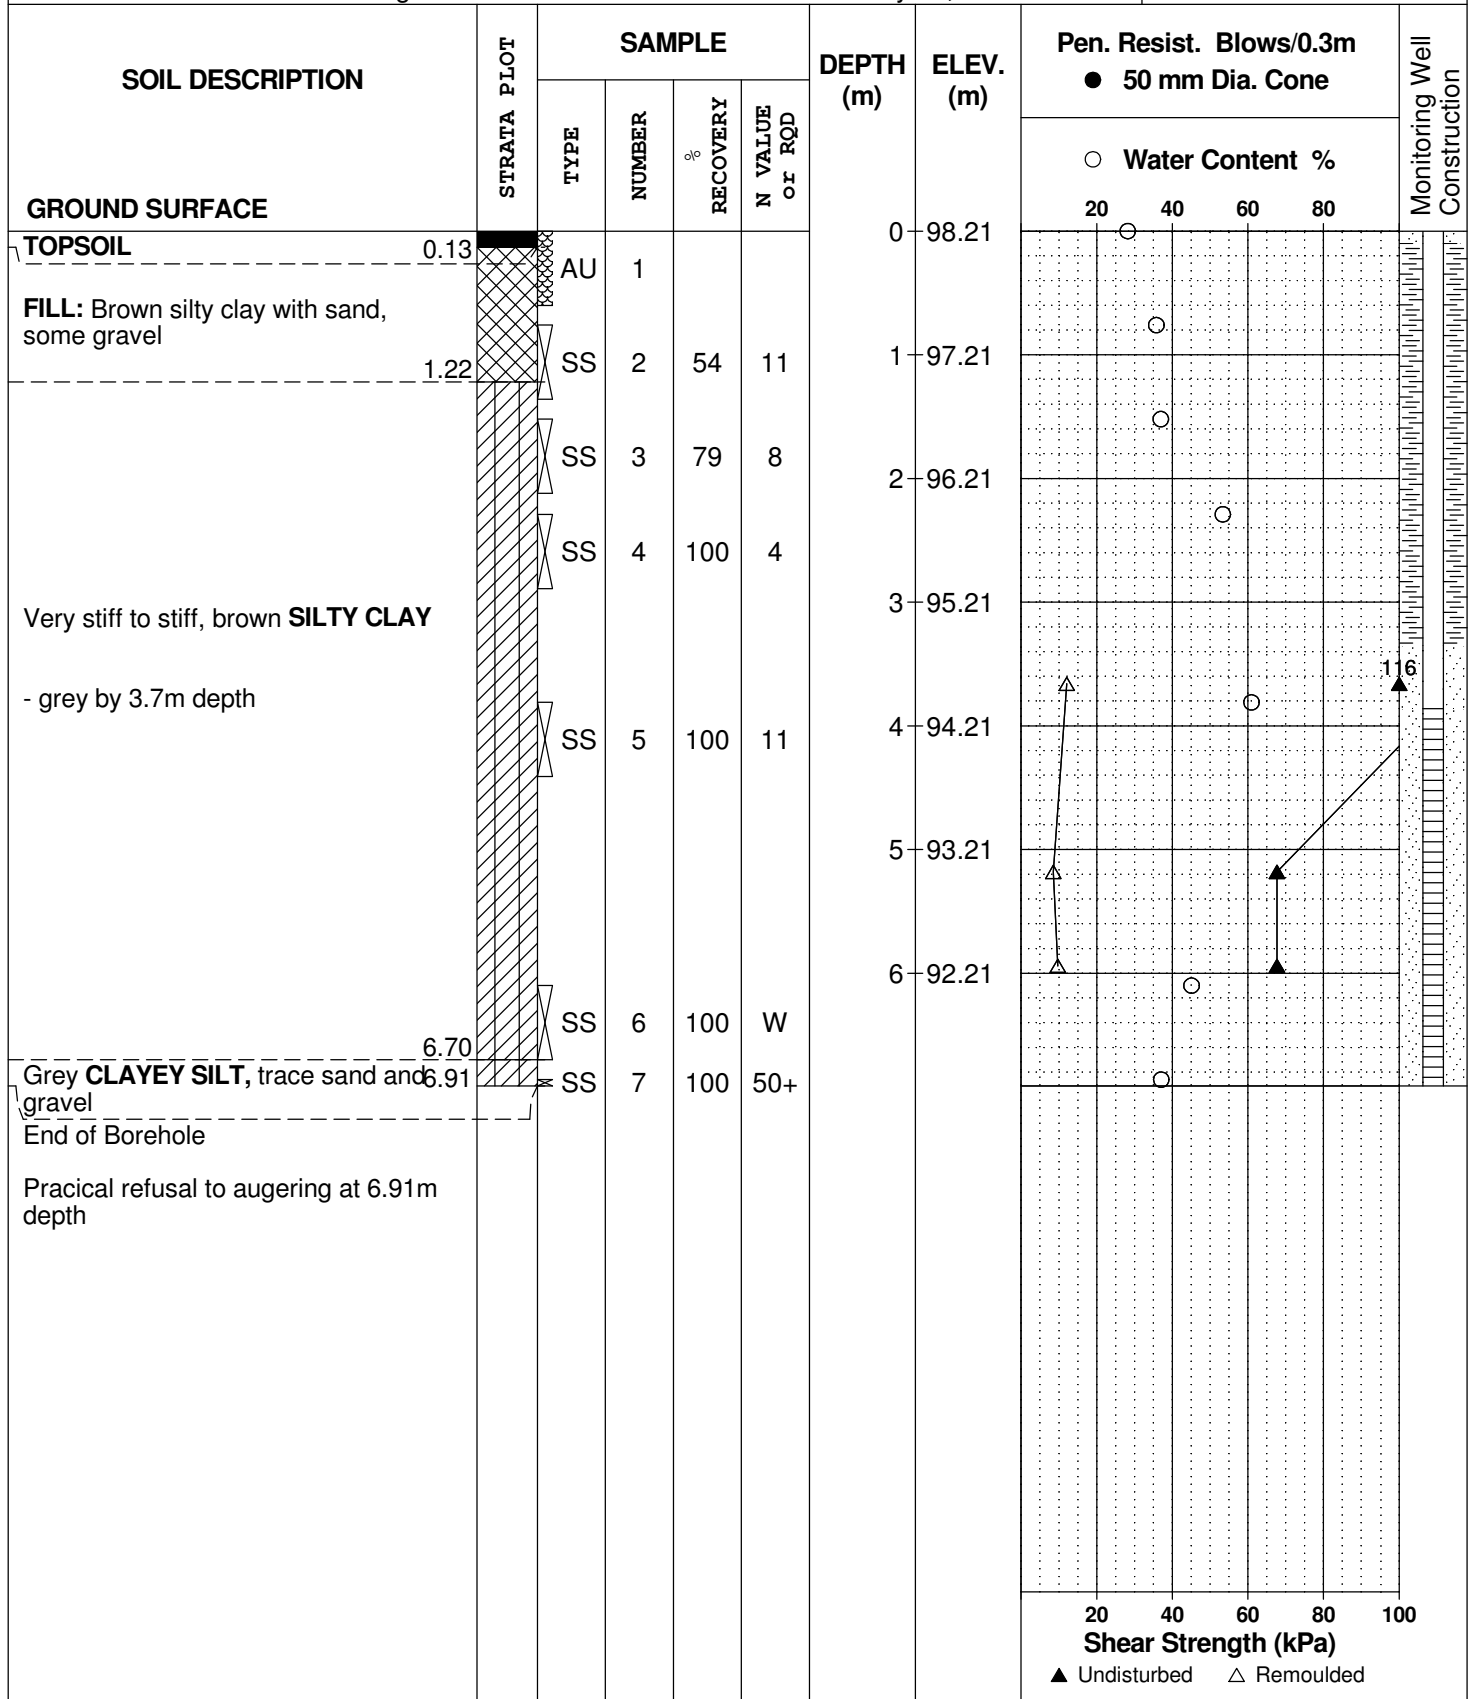 SOIL DESCRIPTION
GROUND SURFACE
STRATA PLOT
SAMPLE
TYPE
NUMBER
%
RECOVERY
N VALUE
or RQD
DEPTH
(m)
ELEV.
(m)
Pen. Resist. Blows/0.3m
● 50 mm Dia. Cone
○ Water Content %
20 40 60 80
Monitoring Well
Construction
0 98.21
TOPSOIL 0.13
AU 1
FILL: Brown silty clay with sand,
some gravel
1.22
SS 2 54 11
1 97.21
SS 3 79 8
2 96.21
SS 4 100 4
3 95.21
Very stiff to stiff, brown SILTY CLAY
116
- grey by 3.7m depth
SS 5 100 11
4 94.21
5 93.21
6 92.21
SS 6 100 W
6.70
Grey CLAYEY SILT, trace sand and 6.91
gravel
SS 7 100 50+
End of Borehole
Pracical refusal to augering at 6.91m
depth
20 40 60 80 100
Shear Strength (kPa)
▲ Undisturbed △ Remoulded